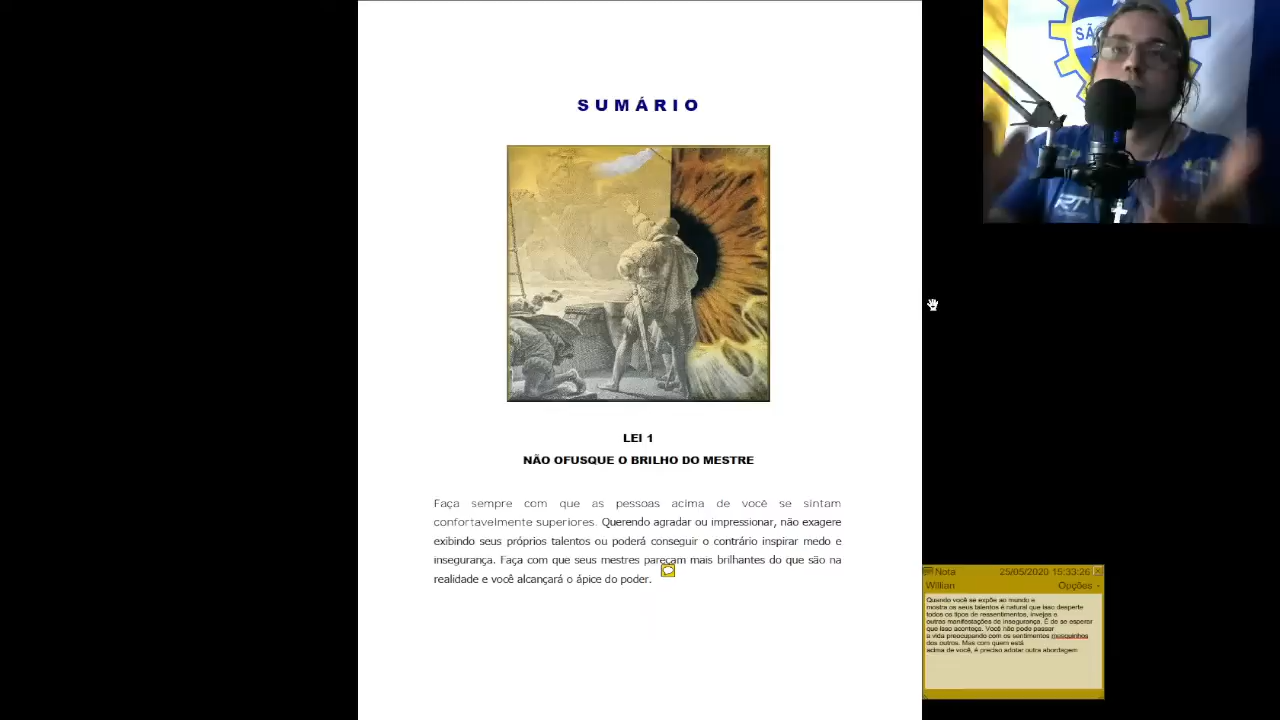 SUMÁRIO
SÃO
RT
LEI 1
NÃO OFUSQUE O BRILHO DO MESTRE
Faça sempre com que as pessoas acima de você se sintam
confortavelmente superiores. Querendo agradar ou impressionar, não exagere
exibindo seus próprios talentos ou poderá conseguir o contrário inspirar medo e
insegurança. Faça com que seus mestres pareçam mais brilhantes do que são na
realidade e você alcançará o ápice do poder.
Nota 25/05/2020 15:33:26
Willian Opções
Quando você se expõe ao mundo e
mostra os seus talentos é natural que isso desperte
todos os tipos de ressentimentos, invejas e
outras manifestações de insegurança. É de se esperar
que isso aconteça. Você não pode passar
a vida preocupando com os sentimentos mesquinhos
dos outros. Mas com quem está
acima de você, é preciso adotar outra abordagem